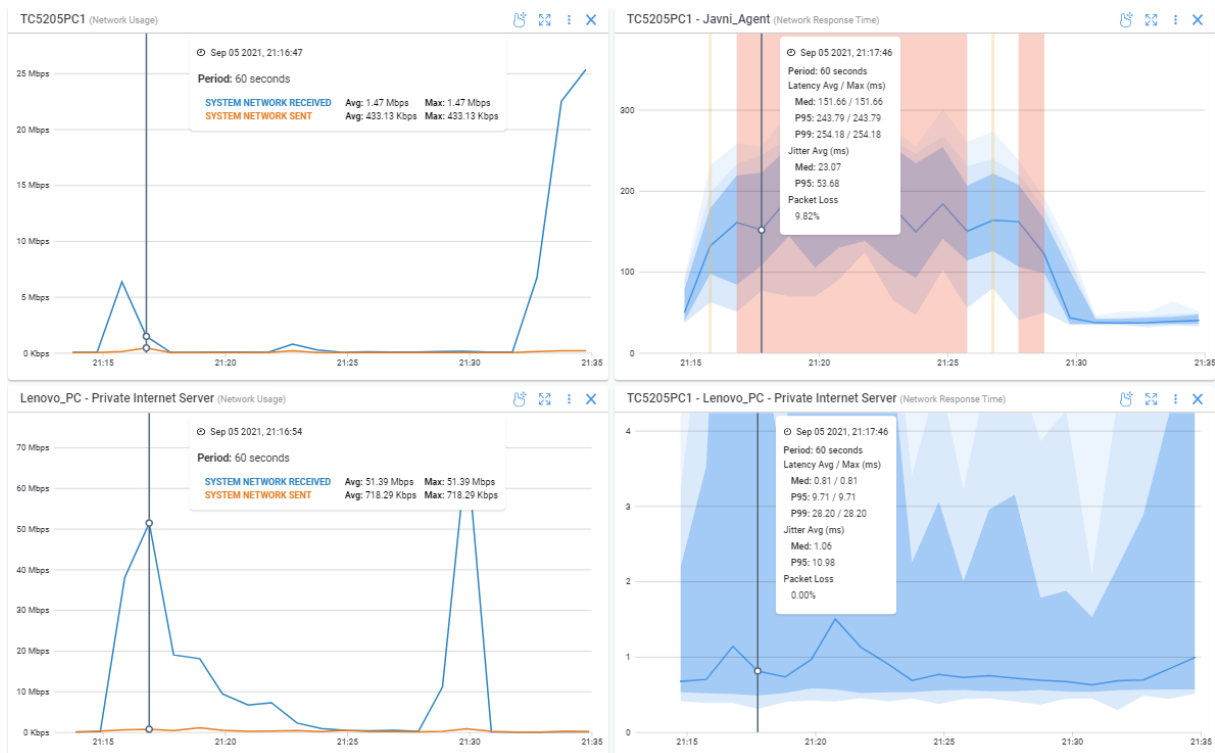 TC5205PC1 (Network Usage)
Sep 05 2021, 21:16:47
Period: 60 seconds
SYSTEM NETWORK RECEIVED Avg: 1.47 Mbps Max: 1.47 Mbps
SYSTEM NETWORK SENT Avg: 433.13 Kbps Max: 433.13 Kbps
25 Mbps
20 Mbps
15 Mbps
10 Mbps
5 Mbps
0 Kbps
21:15 21:20 21:25 21:30 21:35
TC5205PC1 - Javni_Agent (Network Response Time)
Sep 05 2021, 21:17:46
Period: 60 seconds
Latency Avg / Max (ms)
Med: 151.66 / 151.66
P95: 243.79 / 243.79
P99: 254.18 / 254.18
Jitter Avg (ms)
Med: 23.07
P95: 53.68
Packet Loss
9.82%
300
200
100
0
21:15 21:20 21:25 21:30 21:35
Lenovo_PC - Private Internet Server (Network Usage)
Sep 05 2021, 21:16:54
Period: 60 seconds
SYSTEM NETWORK RECEIVED Avg: 51.39 Mbps Max: 51.39 Mbps
SYSTEM NETWORK SENT Avg: 718.29 Kbps Max: 718.29 Kbps
70 Mbps
60 Mbps
50 Mbps
40 Mbps
30 Mbps
20 Mbps
10 Mbps
0 Kbps
21:15 21:20 21:25 21:30 21:35
TC5205PC1 - Lenovo_PC - Private Internet Server (Network Response Time)
Sep 05 2021, 21:17:46
Period: 60 seconds
Latency Avg / Max (ms)
Med: 0.81 / 0.81
P95: 9.71 / 9.71
P99: 28.20 / 28.20
Jitter Avg (ms)
Med: 1.06
P95: 10.98
Packet Loss
0.00%
4
3
2
1
0
21:15 21:20 21:25 21:30 21:35